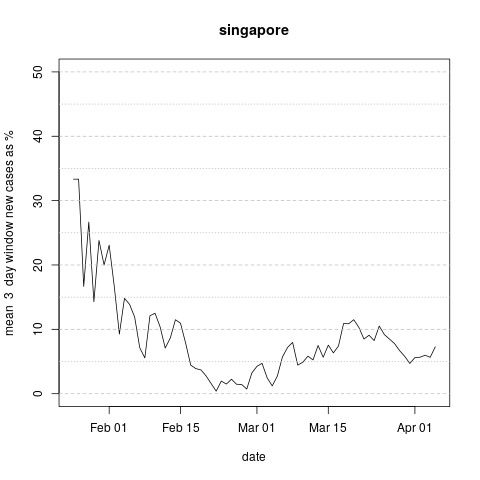 singapore
mean  3  day window new cases as %
50
40
30
20
10
0
Feb 01
Feb 15
Mar 01
Mar 15
Apr 01
date